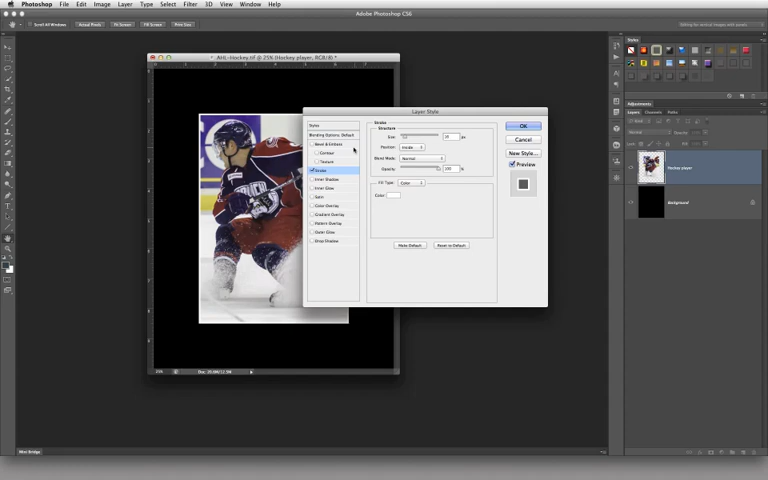 Photoshop File Edit Image Layer Type Select Filter 3D View Window Help
Adobe Photoshop CS6
Scroll All Windows Actual Pixels Fit Screen Fill Screen Print Size
AHL-Hockey.tif @ 25% (Hockey player, RGB/8) *
Layer Style
Styles
Blending Options: Default
Bevel & Emboss
Contour
Texture
Stroke
Inner Shadow
Inner Glow
Satin
Color Overlay
Gradient Overlay
Pattern Overlay
Outer Glow
Drop Shadow
Stroke
Structure
Size: px
Position: Inside
Blend Mode: Normal
Opacity: 100 %
Fill Type: Color
Color:
Make Default Reset to Default
OK
Cancel
New Style...
Preview
Styles
Adjustments
Layers Channels Paths
Normal Opacity:
Lock: Fill:
Hockey player
Background
25%
Mini Bridge